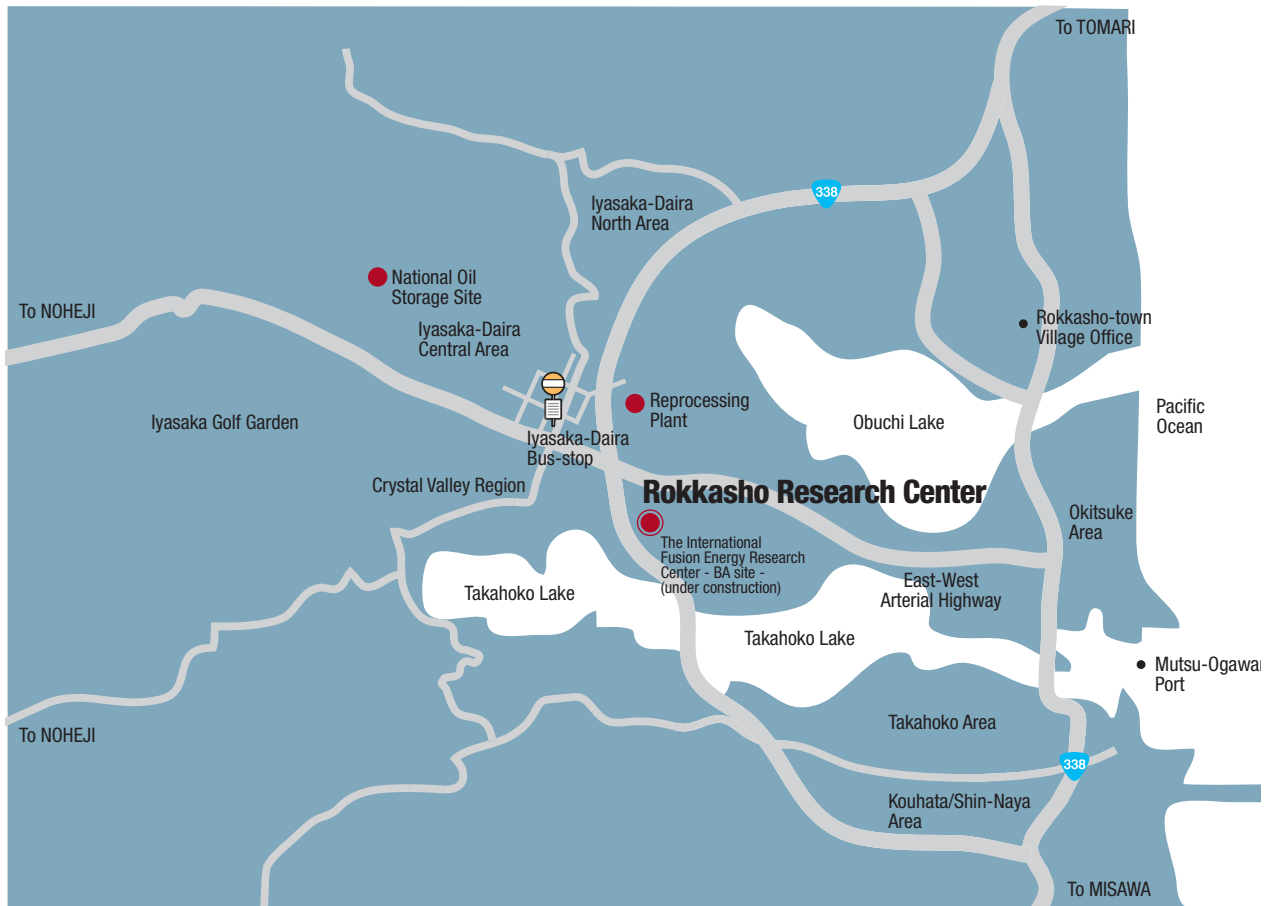 To TOMARI
338
Iyasaka-Daira
North Area
National Oil
Storage Site
To NOHEJI
Iyasaka-Daira
Central Area
Rokkasho-town
Village Office
Iyasaka Golf Garden
Reprocessing
Plant
Obuchi Lake
Pacific
Ocean
Iyasaka-Daira
Bus-stop
Crystal Valley Region
Rokkasho Research Center
Okitsuke
Area
The International
Fusion Energy Research
Center - BA site -
(under construction)
East-West
Arterial Highway
Takahoko Lake
Takahoko Lake
Mutsu-Ogawar
Port
To NOHEJI
Takahoko Area
338
Kouhata/Shin-Naya
Area
To MISAWA